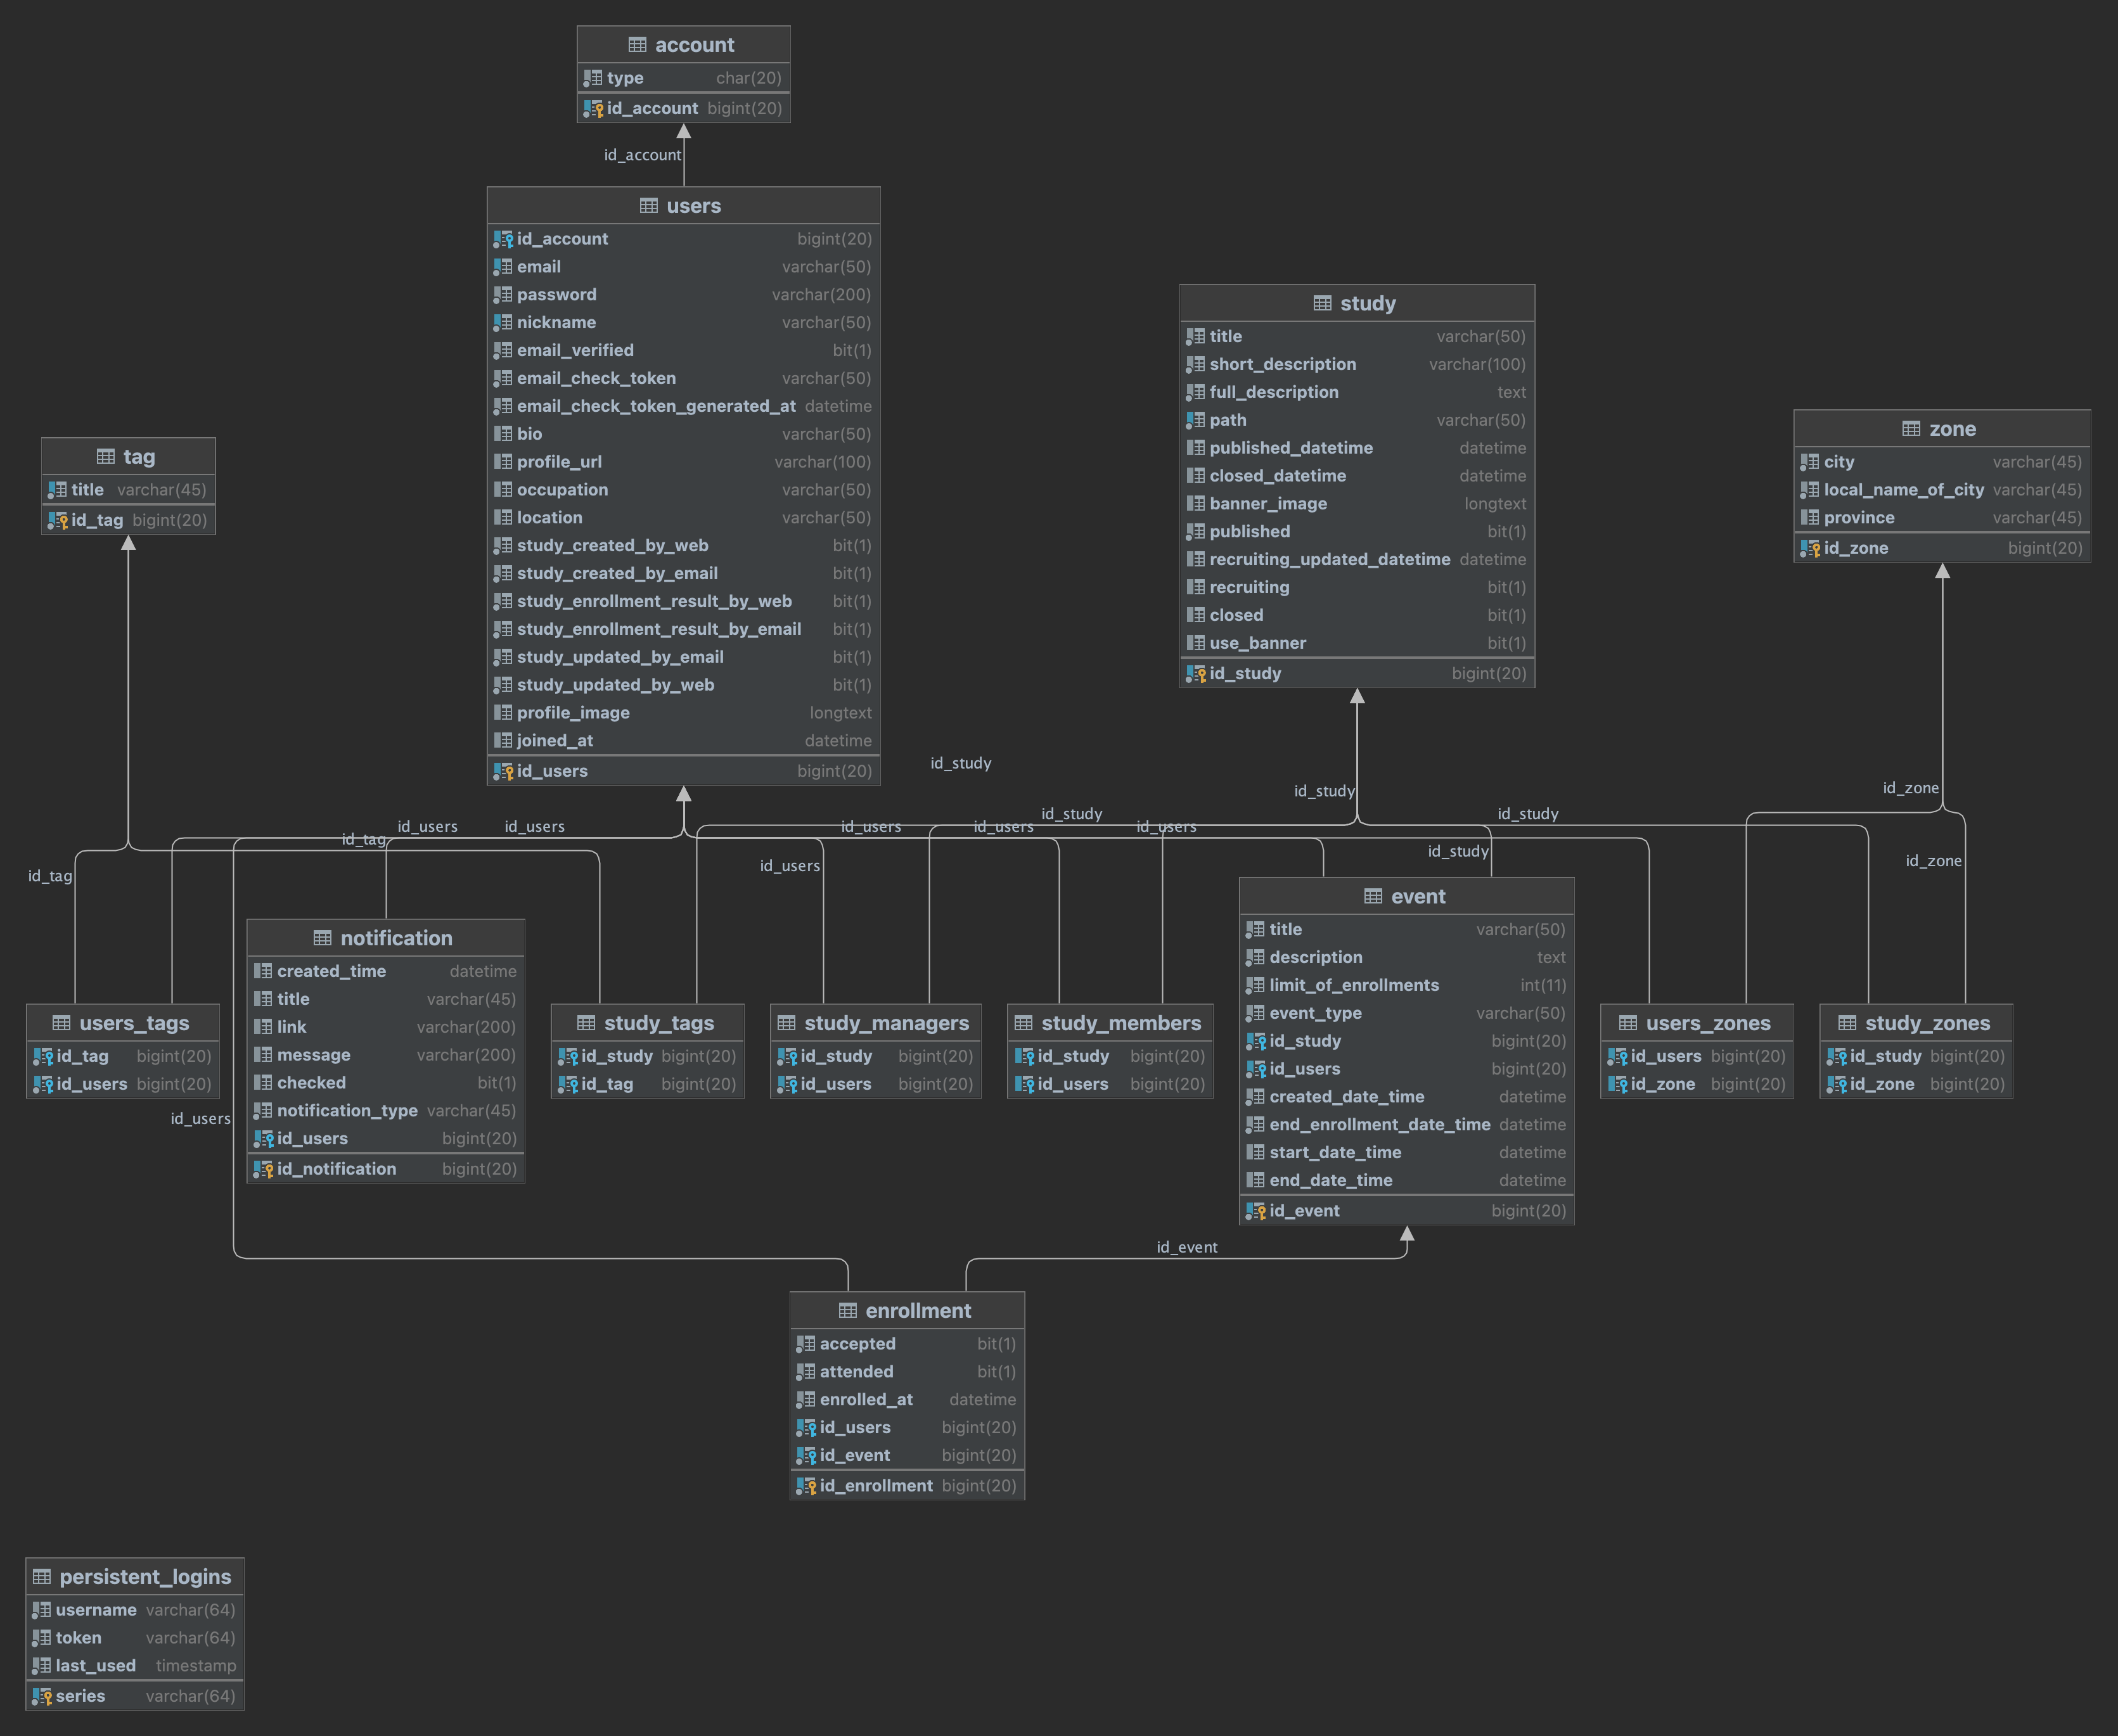 account
type char(20)
id_account bigint(20)
id_account
users
id_account bigint(20)
email varchar(50)
password varchar(200)
nickname varchar(50)
email_verified bit(1)
email_check_token varchar(50)
email_check_token_generated_at datetime
bio varchar(50)
profile_url varchar(100)
occupation varchar(50)
location varchar(50)
study_created_by_web bit(1)
study_created_by_email bit(1)
study_enrollment_result_by_web bit(1)
study_enrollment_result_by_email bit(1)
study_updated_by_email bit(1)
study_updated_by_web bit(1)
profile_image longtext
joined_at datetime
id_users bigint(20)
study
title varchar(50)
short_description varchar(100)
full_description text
path varchar(50)
published_datetime datetime
closed_datetime datetime
banner_image longtext
published bit(1)
recruiting_updated_datetime datetime
recruiting bit(1)
closed bit(1)
use_banner bit(1)
id_study bigint(20)
zone
city varchar(45)
local_name_of_city varchar(45)
province varchar(45)
id_zone bigint(20)
tag
title varchar(45)
id_tag bigint(20)
id_study
id_study
id_zone
id_study
id_study
id_users
id_users
id_users
id_users
id_users
id_tag
id_study
id_zone
id_users
id_tag
event
title varchar(50)
description text
limit_of_enrollments int(11)
event_type varchar(50)
id_study bigint(20)
id_users bigint(20)
created_date_time datetime
end_enrollment_date_time datetime
start_date_time datetime
end_date_time datetime
id_event bigint(20)
notification
created_time datetime
title varchar(45)
link varchar(200)
message varchar(200)
checked bit(1)
notification_type varchar(45)
id_users bigint(20)
id_notification bigint(20)
users_tags
id_tag bigint(20)
id_users bigint(20)
study_tags
id_study bigint(20)
id_tag bigint(20)
study_managers
id_study bigint(20)
id_users bigint(20)
study_members
id_study bigint(20)
id_users bigint(20)
users_zones
id_users bigint(20)
id_zone bigint(20)
study_zones
id_study bigint(20)
id_zone bigint(20)
id_users
id_event
enrollment
accepted bit(1)
attended bit(1)
enrolled_at datetime
id_users bigint(20)
id_event bigint(20)
id_enrollment bigint(20)
persistent_logins
username varchar(64)
token varchar(64)
last_used timestamp
series varchar(64)